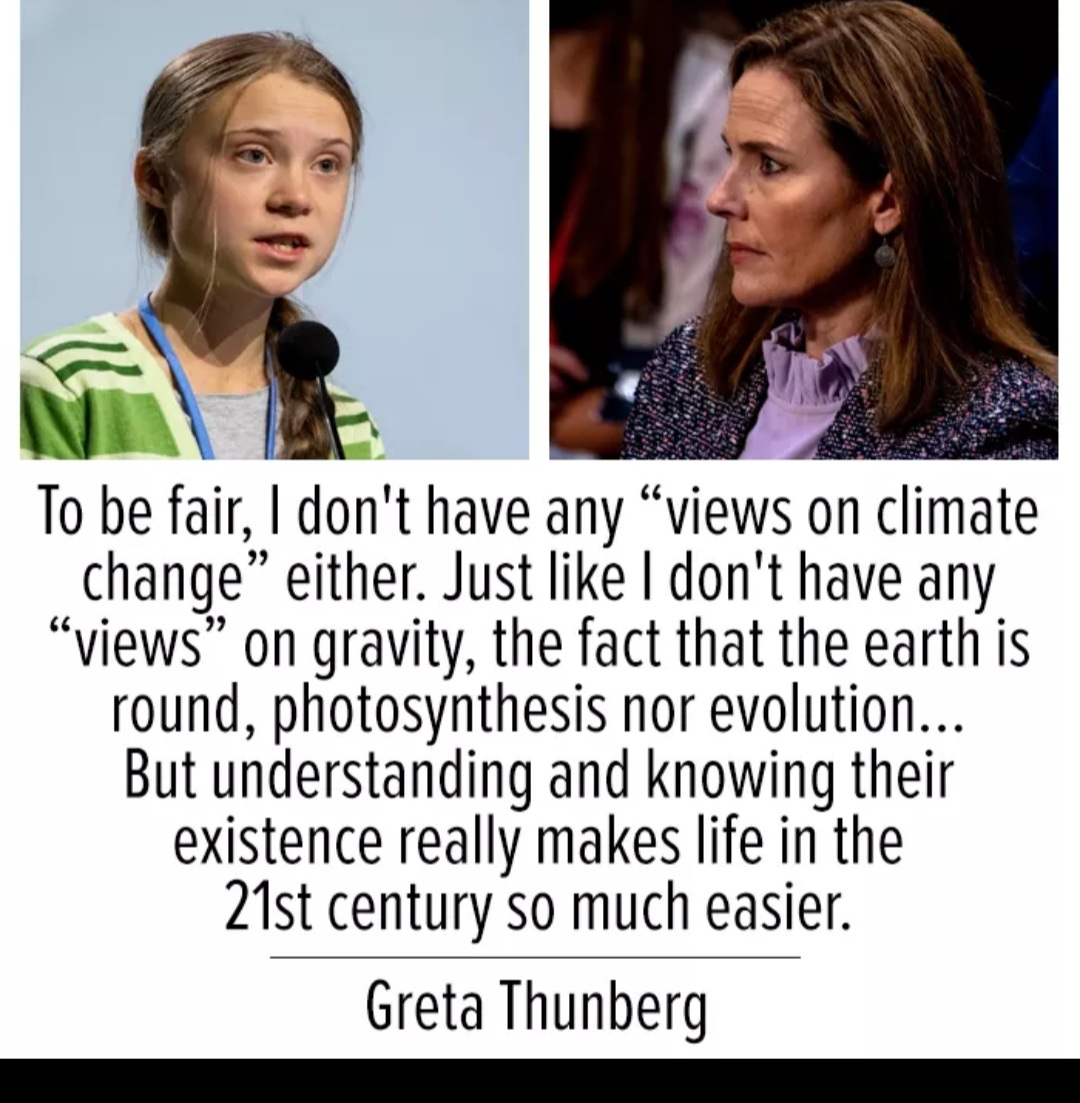 To be fair, I don't have any “views on climate
change” either. Just like I don't have any
“views” on gravity, the fact that the earth is
round, photosynthesis nor evolution...
But understanding and knowing their
existence really makes life in the
21st century so much easier.
Greta Thunberg